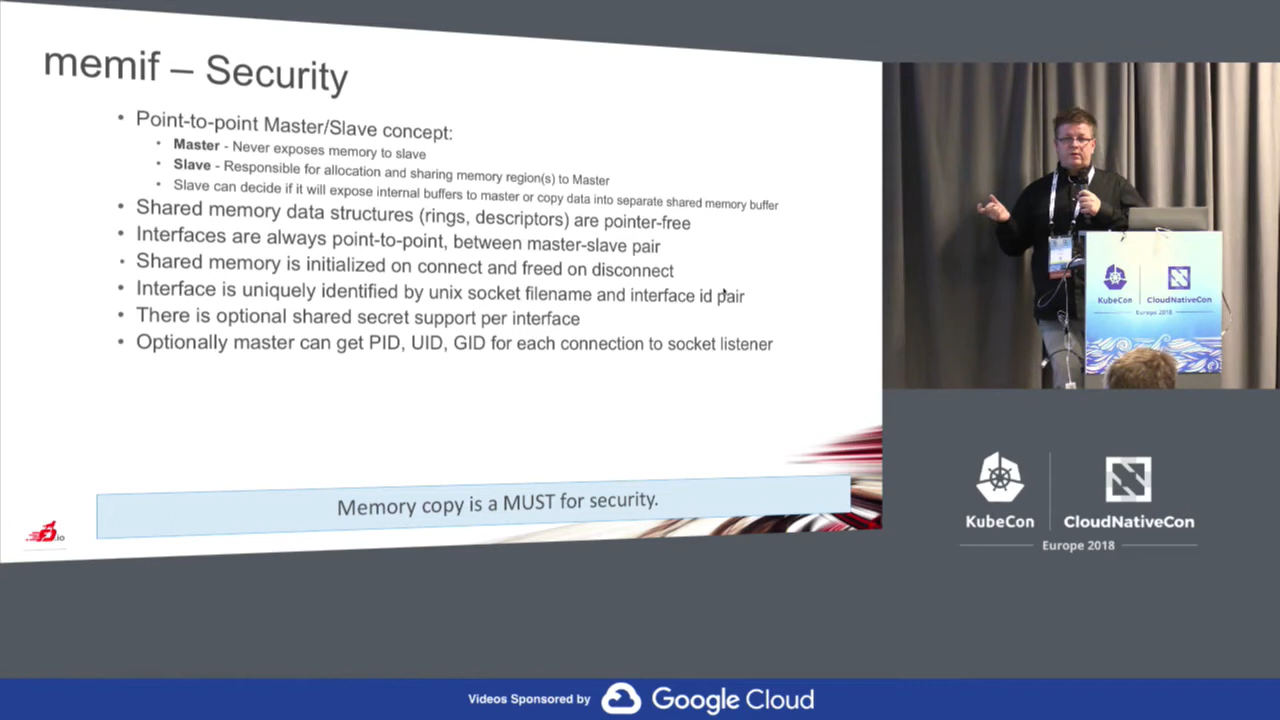 memif – Security
• Point-to-point Master/Slave concept:
• Master - Never exposes memory to slave
• Slave - Responsible for allocation and sharing memory region(s) to Master
• Slave can decide if it will expose internal buffers to master or copy data into separate shared memory buffer
• Shared memory data structures (rings, descriptors) are pointer-free
• Interfaces are always point-to-point, between master-slave pair
• Shared memory is initialized on connect and freed on disconnect
• Interface is uniquely identified by unix socket filename and interface id pair
• There is optional shared secret support per interface
• Optionally master can get PID, UID, GID for each connection to socket listener
Memory copy is a MUST for security.
.io
KubeCon
CloudNativeCon
Europe 2018
KubeCon
CloudNativeCon
Europe 2018
Videos Sponsored by Google Cloud